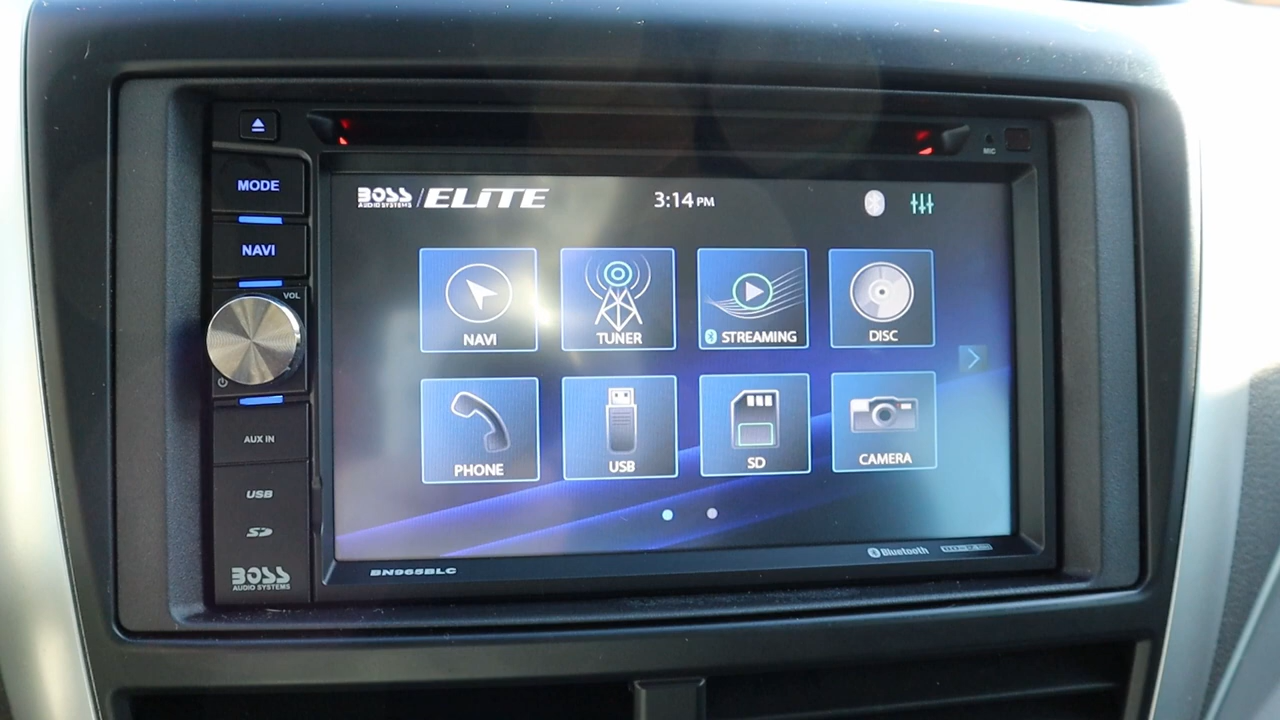 MODE
NAVI
VOL
AUX IN
USB
SD
BOSS
AUDIO SYSTEMS
MIC
BOSS AUDIO SYSTEMS / ELITE
3:14 PM
NAVI
TUNER
STREAMING
DISC
PHONE
USB
SD
CAMERA
BN965BLC
Bluetooth